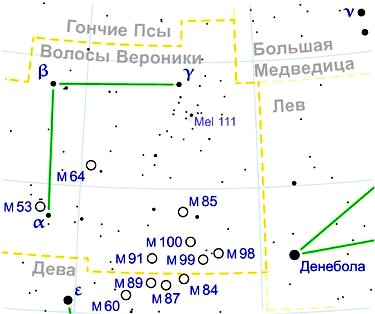 Гончие Псы
ν
Волосы Вероники
Большая
Медведица
β
γ
Лев
Mel 111
M 64
M 53
M 85
α
M 100
M 91
M 99
M 98
Дева
Денебола
M 89
M 84
ε
M 60
M 87